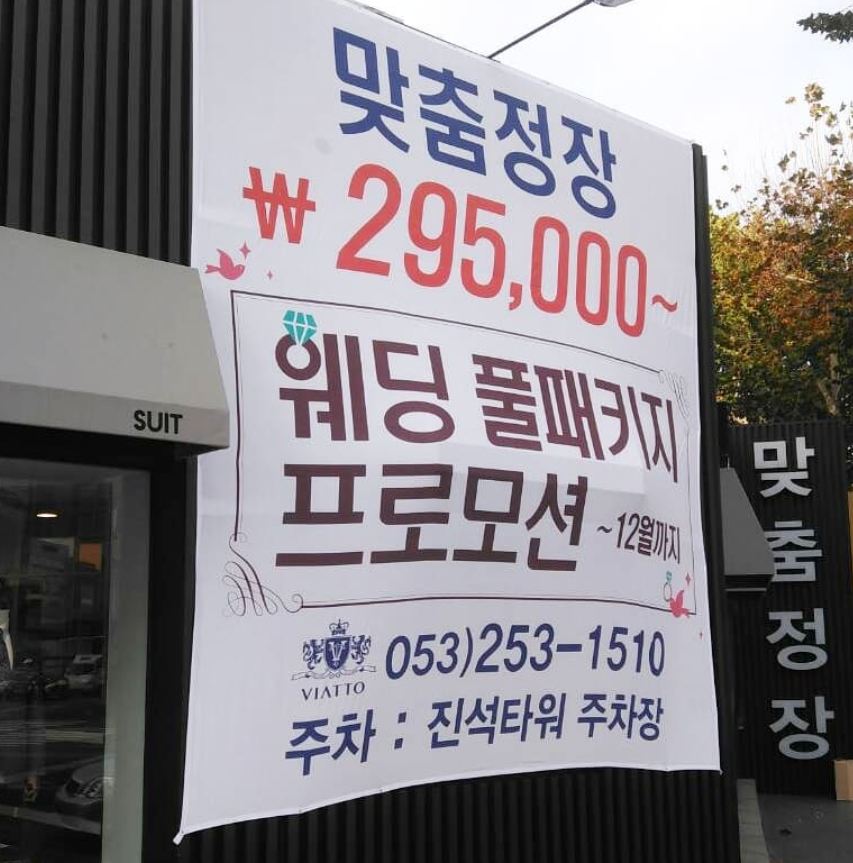 맞춤정장
₩ 295,000~
웨딩 풀패키지
프로모션 ~12월까지
VIATTO
053)253-1510
주차 : 진석타워 주차장
SUIT
맞춤정장